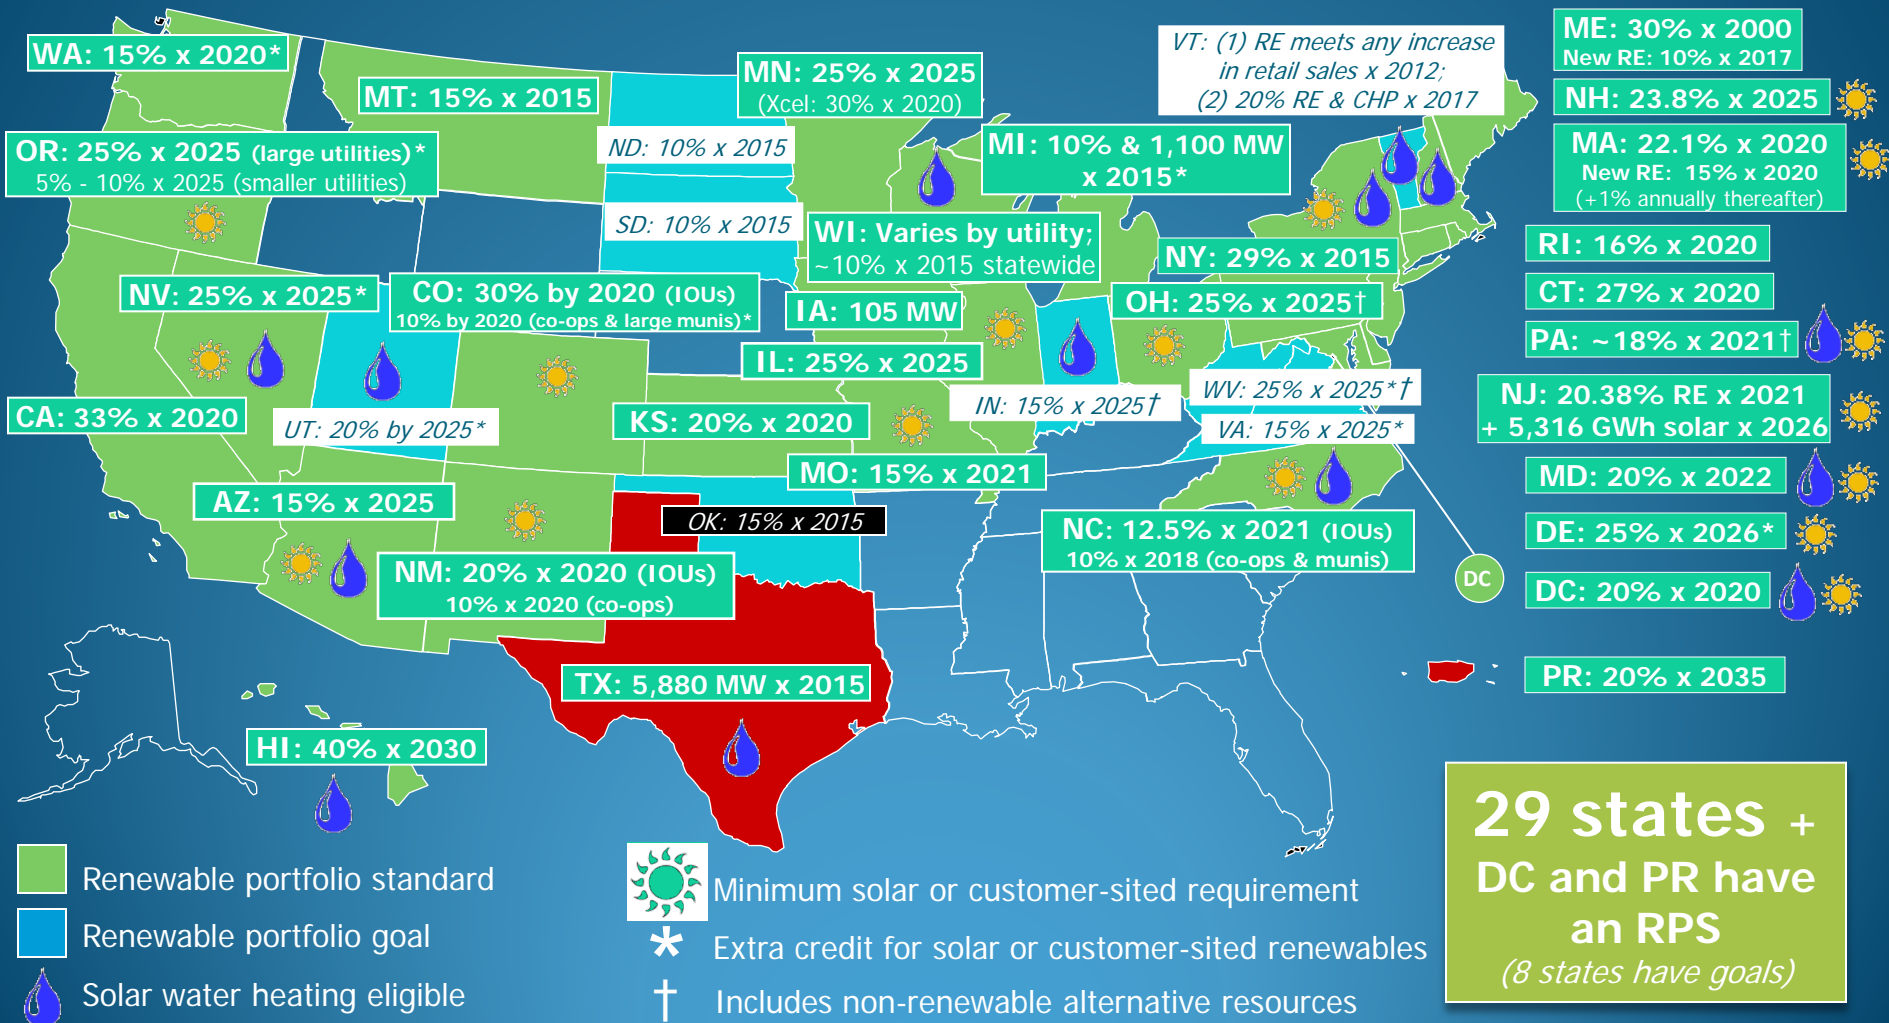 WA: 15% x 2020*
MT: 15% x 2015
MN: 25% x 2025
(Xcel: 30% x 2020)
VT: (1) RE meets any increase
in retail sales x 2012;
(2) 20% RE & CHP x 2017
ME: 30% x 2000
New RE: 10% x 2017
NH: 23.8% x 2025
OR: 25% x 2025 (large utilities)*
5% - 10% x 2025 (smaller utilities)
ND: 10% x 2015
MI: 10% & 1,100 MW
x 2015*
MA: 22.1% x 2020
New RE: 15% x 2020
(+1% annually thereafter)
SD: 10% x 2015
WI: Varies by utility;
~10% x 2015 statewide
NY: 29% x 2015
RI: 16% x 2020
NV: 25% x 2025*
CO: 30% by 2020 (IOUs)
10% by 2020 (co-ops & large munis)*
IA: 105 MW
OH: 25% x 2025†
CT: 27% x 2020
IL: 25% x 2025
PA: ~18% x 2021†
CA: 33% x 2020
UT: 20% by 2025*
KS: 20% x 2020
IN: 15% x 2025†
WV: 25% x 2025*†
VA: 15% x 2025*
NJ: 20.38% RE x 2021
+ 5,316 GWh solar x 2026
MO: 15% x 2021
MD: 20% x 2022
AZ: 15% x 2025
OK: 15% x 2015
NC: 12.5% x 2021 (IOUs)
10% x 2018 (co-ops & munis)
DE: 25% x 2026*
NM: 20% x 2020 (IOUs)
10% x 2020 (co-ops)
DC
DC: 20% x 2020
TX: 5,880 MW x 2015
PR: 20% x 2035
HI: 40% x 2030
Renewable portfolio standard
Renewable portfolio goal
Solar water heating eligible
Minimum solar or customer-sited requirement
* Extra credit for solar or customer-sited renewables
† Includes non-renewable alternative resources
29 states +
DC and PR have
an RPS
(8 states have goals)